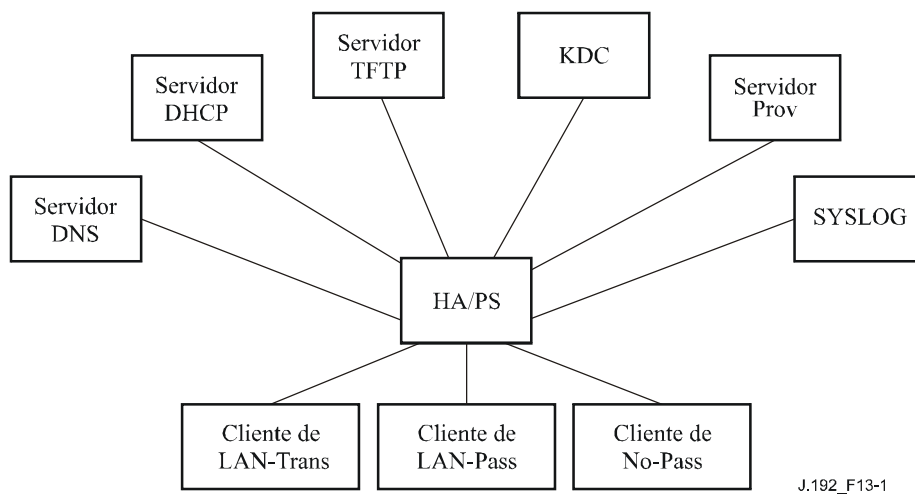 Servidor
TFTP
KDC
Servidor
DHCP
Servidor
Prov
Servidor
DNS
SYSLOG
HA/PS
Cliente de
LAN-Trans
Cliente de
LAN-Pass
Cliente de
No-Pass
J.192_F13-1